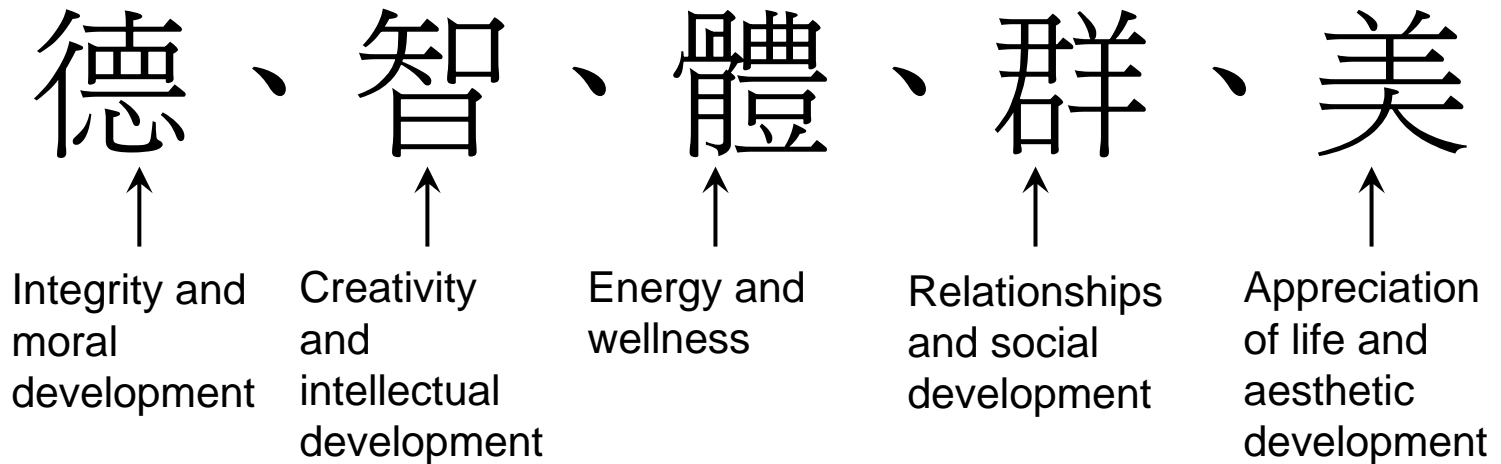 德、智、體、群、美
Integrity and
moral
development
Creativity
and
intellectual
development
Energy and
wellness
Relationships
and social
development
Appreciation
of life and
aesthetic
development